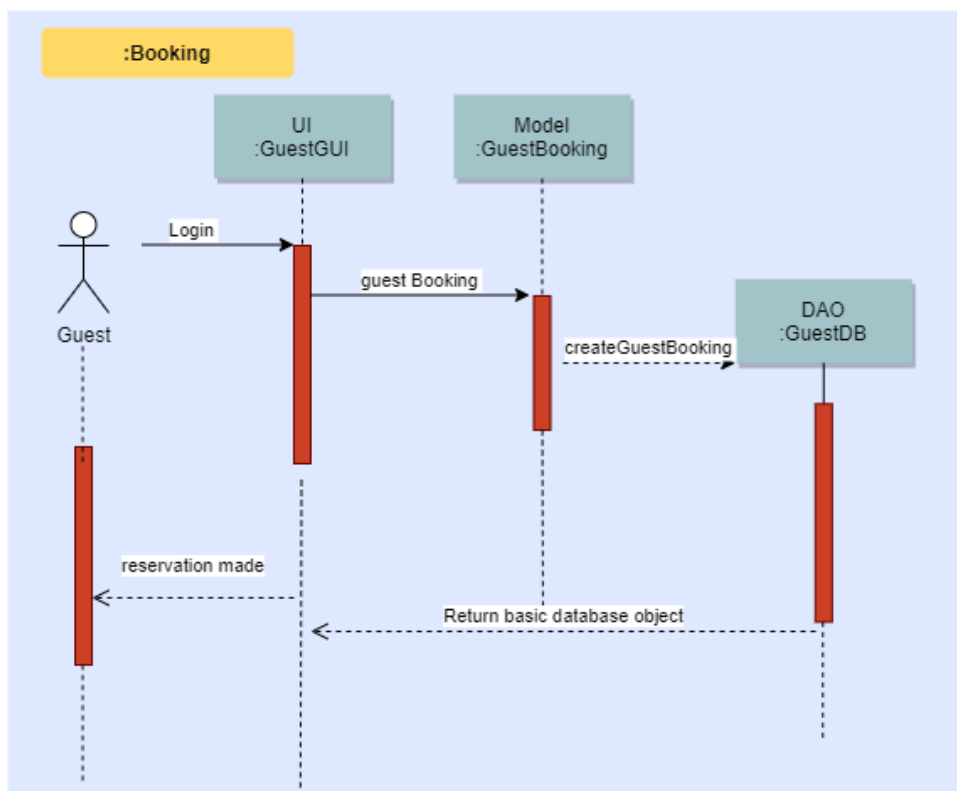 :Booking
UI
:GuestGUI
Model
:GuestBooking
Login
guest Booking
DAO
:GuestDB
Guest
createGuestBooking
reservation made
Return basic database object